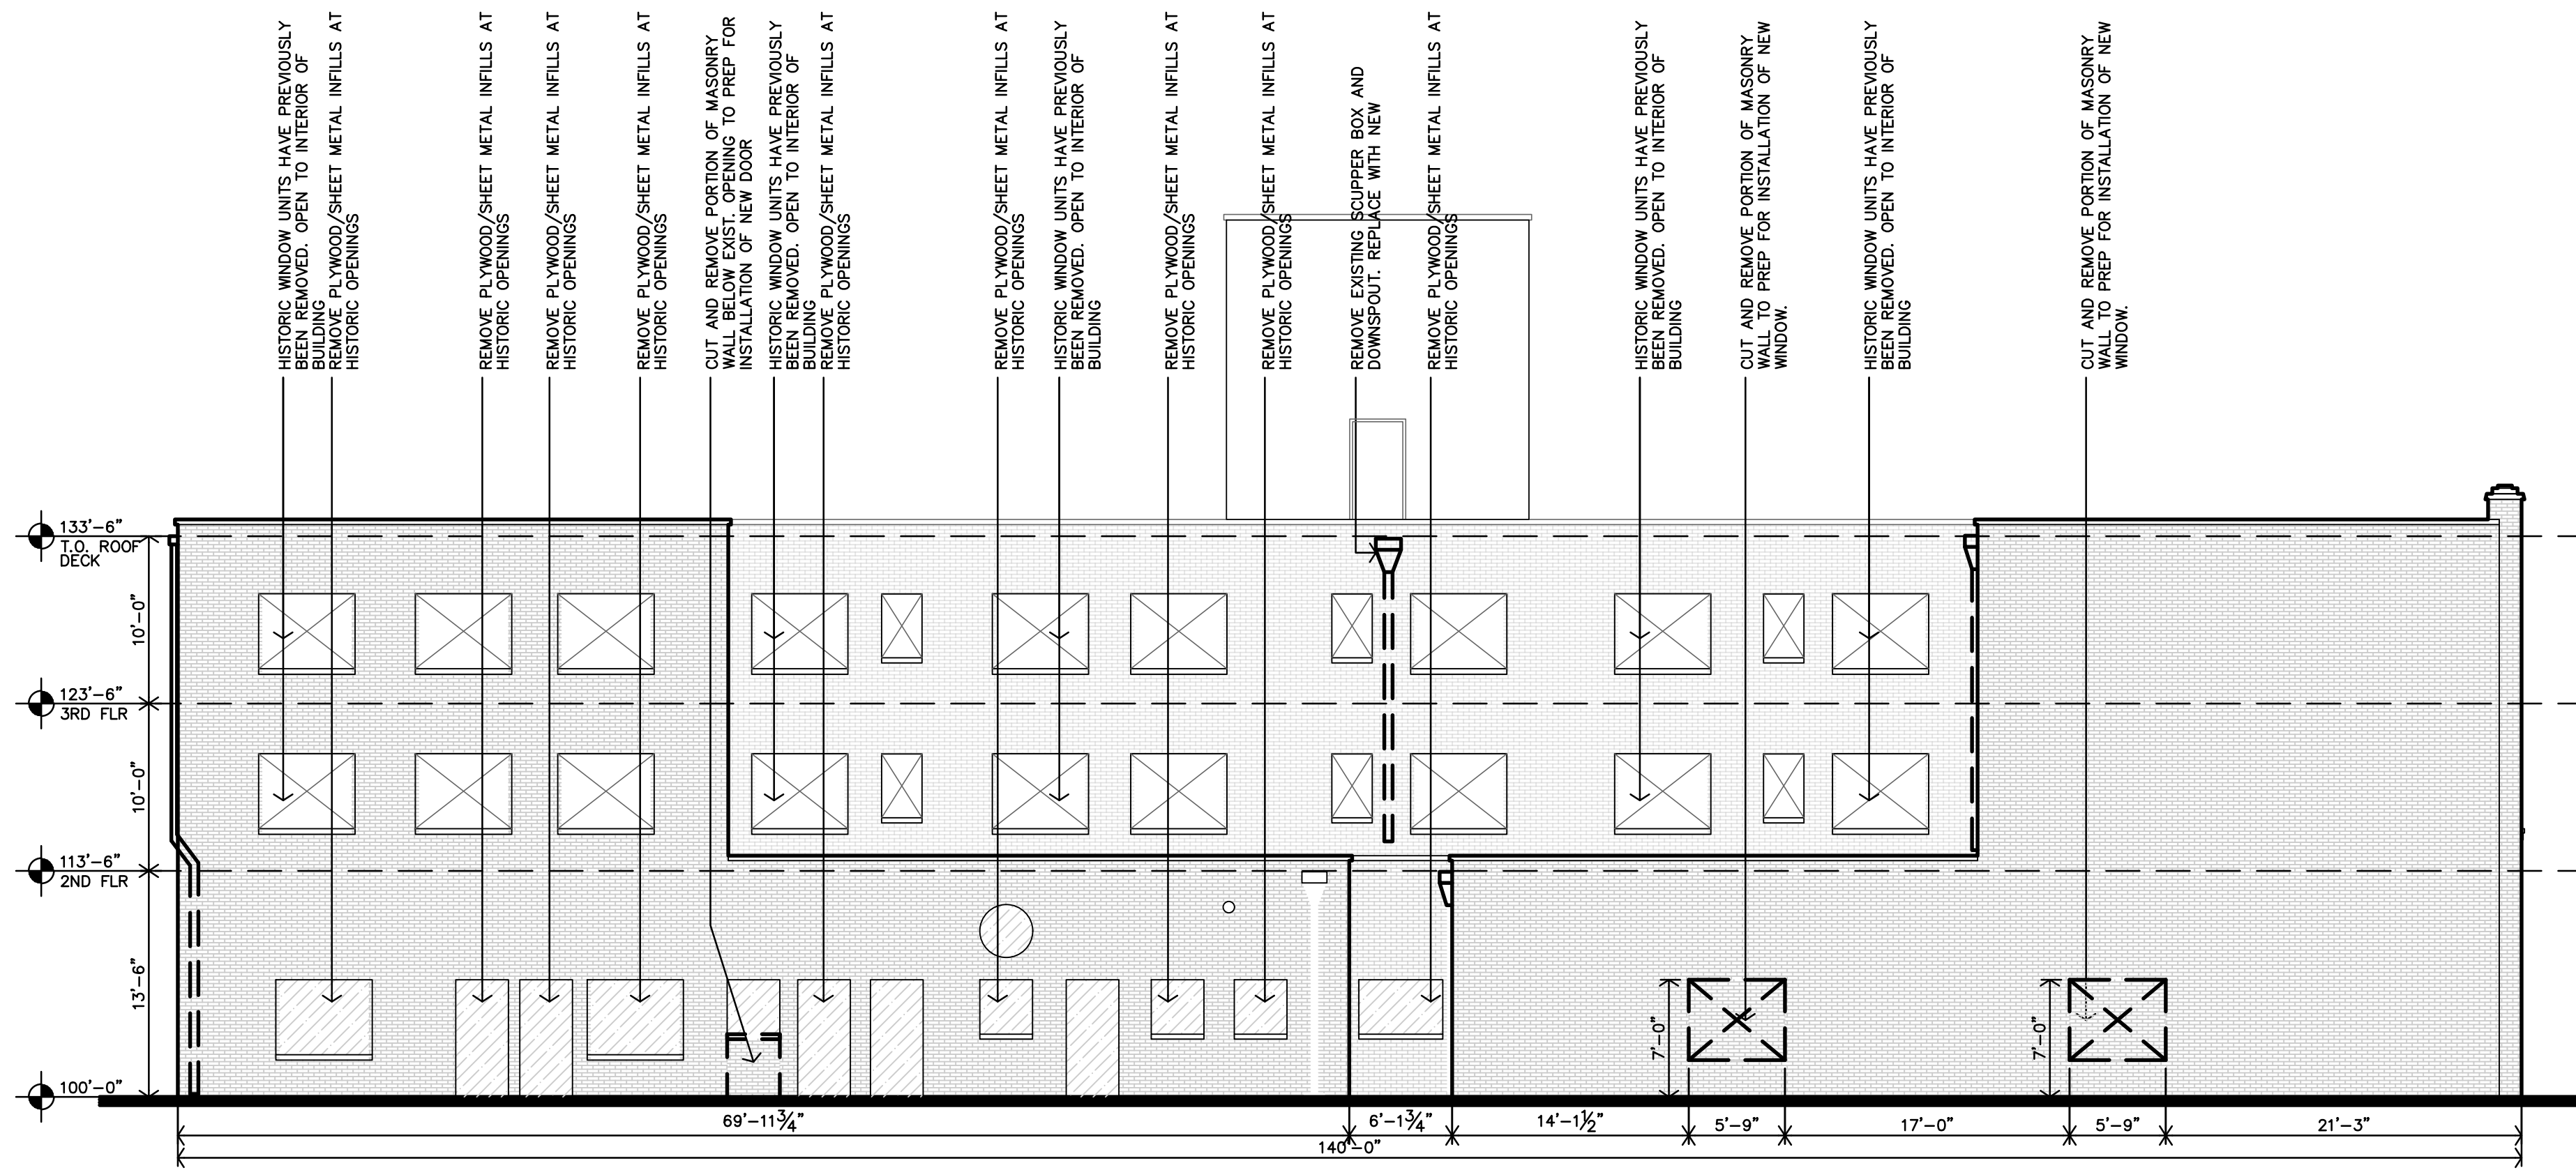 HISTORIC WINDOW UNITS HAVE PREVIOUSLY
BEEN REMOVED. OPEN TO INTERIOR OF
BUILDING
REMOVE PLYWOOD/SHEET METAL INFILLS AT
HISTORIC OPENINGS
REMOVE PLYWOOD/SHEET METAL INFILLS AT
HISTORIC OPENINGS
REMOVE PLYWOOD/SHEET METAL INFILLS AT
HISTORIC OPENINGS
REMOVE PLYWOOD/SHEET METAL INFILLS AT
HISTORIC OPENINGS
CUT AND REMOVE PORTION OF MASONRY
WALL BELOW EXIST. OPENING TO PREP FOR
INSTALLATION OF NEW DOOR
HISTORIC WINDOW UNITS HAVE PREVIOUSLY
BEEN REMOVED. OPEN TO INTERIOR OF
BUILDING
REMOVE PLYWOOD/SHEET METAL INFILLS AT
HISTORIC OPENINGS
REMOVE PLYWOOD/SHEET METAL INFILLS AT
HISTORIC OPENINGS
HISTORIC WINDOW UNITS HAVE PREVIOUSLY
BEEN REMOVED. OPEN TO INTERIOR OF
BUILDING
REMOVE PLYWOOD/SHEET METAL INFILLS AT
HISTORIC OPENINGS
REMOVE PLYWOOD/SHEET METAL INFILLS AT
HISTORIC OPENINGS
REMOVE EXISTING SCUPPER BOX AND
DOWNSPOUT. REPLACE WITH NEW
REMOVE PLYWOOD/SHEET METAL INFILLS AT
HISTORIC OPENINGS
HISTORIC WINDOW UNITS HAVE PREVIOUSLY
BEEN REMOVED. OPEN TO INTERIOR OF
BUILDING
CUT AND REMOVE PORTION OF MASONRY
WALL TO PREP FOR INSTALLATION OF NEW
WINDOW.
HISTORIC WINDOW UNITS HAVE PREVIOUSLY
BEEN REMOVED. OPEN TO INTERIOR OF
BUILDING
CUT AND REMOVE PORTION OF MASONRY
WALL TO PREP FOR INSTALLATION OF NEW
WINDOW.
133'-6"
T.O. ROOF
DECK
10'-0"
123'-6"
3RD FLR
10'-0"
113'-6"
2ND FLR
13'-6"
100'-0"
7'-0"
7'-0"
69'-11 3/4"
6'-1 3/4"
14'-1 1/2"
5'-9"
17'-0"
5'-9"
21'-3"
140'-0"